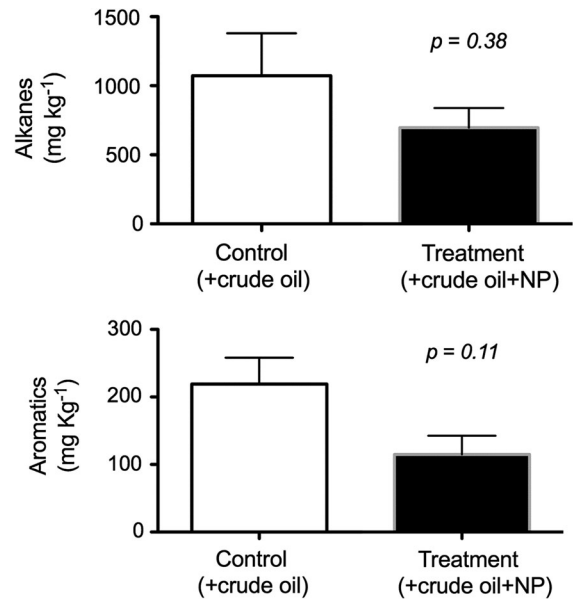 1500
1000
500
0
Alkanes
(mg kg⁻¹)
p = 0.38
Control
(+crude oil)
Treatment
(+crude oil+NP)
300
200
100
0
Aromatics
(mg Kg⁻¹)
p = 0.11
Control
(+crude oil)
Treatment
(+crude oil+NP)